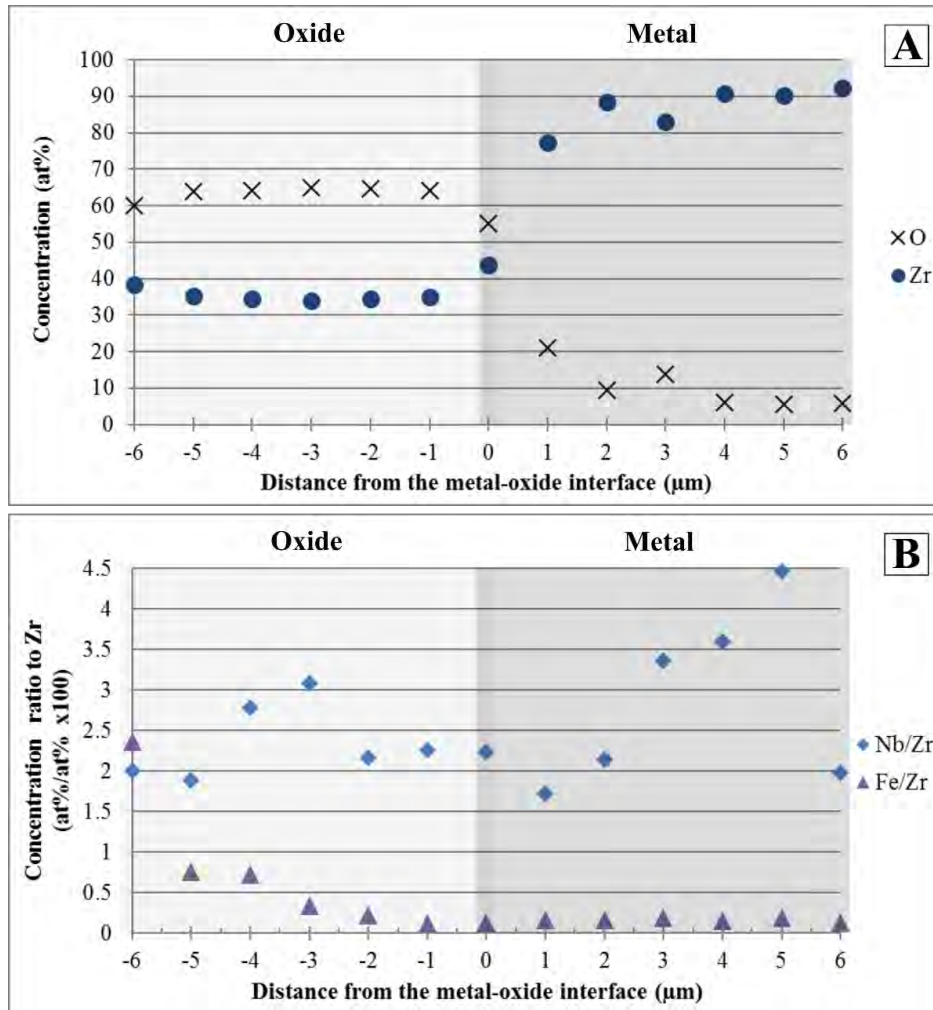 Oxide Metal A
100
90
80
70
60
50
40
30
20
10
0
Concentration (at%)
O
Zr
-6 -5 -4 -3 -2 -1 0 1 2 3 4 5 6
Distance from the metal-oxide interface (µm)
Oxide Metal B
4.5
4
3.5
3
2.5
2
1.5
1
0.5
0
Concentration ratio to Zr
(at%/at% x100)
Nb/Zr
Fe/Zr
-6 -5 -4 -3 -2 -1 0 1 2 3 4 5 6
Distance from the metal-oxide interface (µm)